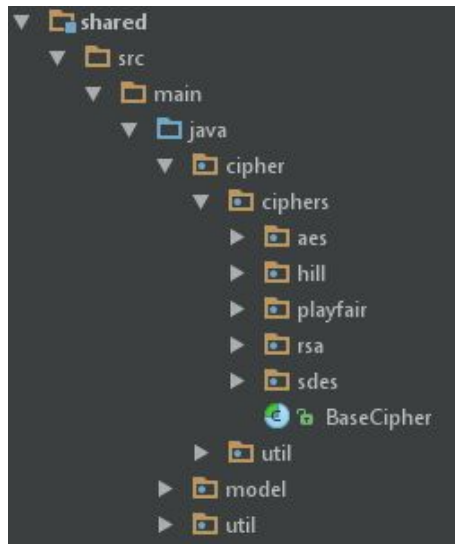 shared
src
main
java
cipher
ciphers
aes
hill
playfair
rsa
sdes
BaseCipher
util
model
util